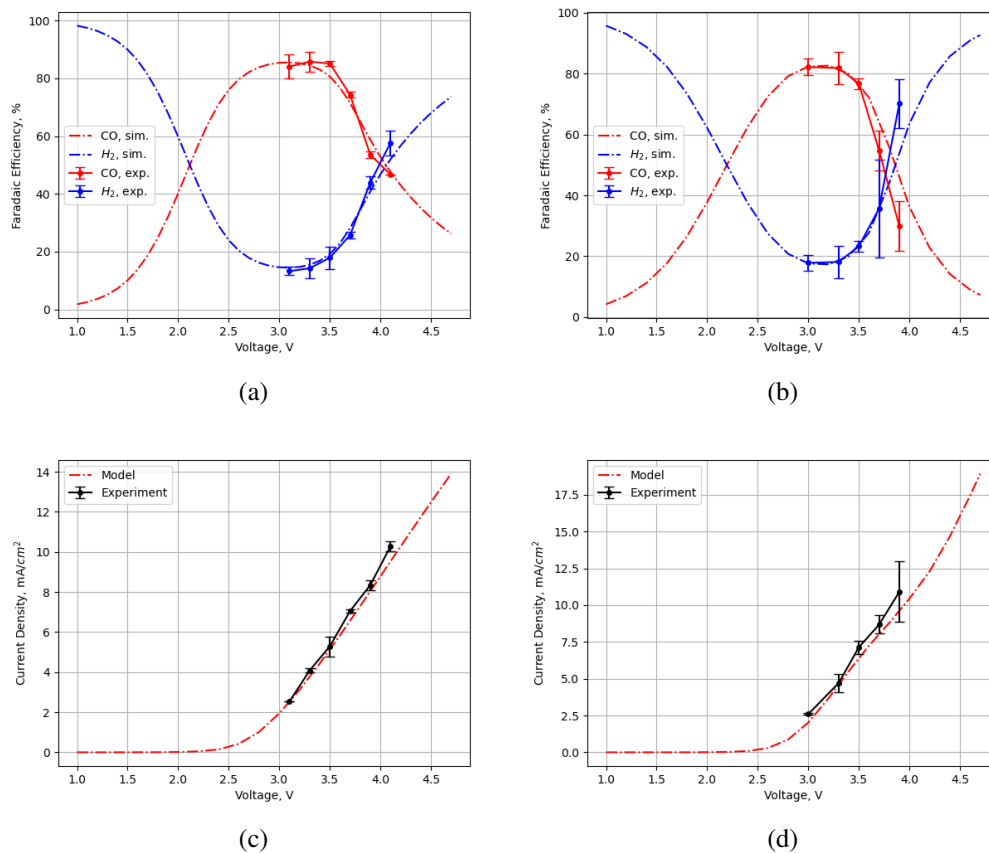 100
80
60
40
20
0
Faradaic Efficiency, %
CO, sim.
H2, sim.
CO, exp.
H2, exp.
1.0 1.5 2.0 2.5 3.0 3.5 4.0 4.5
Voltage, V
(a)
100
80
60
40
20
0
Faradaic Efficiency, %
CO, sim.
H2, sim.
CO, exp.
H2, exp.
1.0 1.5 2.0 2.5 3.0 3.5 4.0 4.5
Voltage, V
(b)
14
12
10
8
6
4
2
0
Current Density, mA/cm²
Model
Experiment
1.0 1.5 2.0 2.5 3.0 3.5 4.0 4.5
Voltage, V
(c)
17.5
15.0
12.5
10.0
7.5
5.0
2.5
0.0
Current Density, mA/cm²
Model
Experiment
1.0 1.5 2.0 2.5 3.0 3.5 4.0 4.5
Voltage, V
(d)